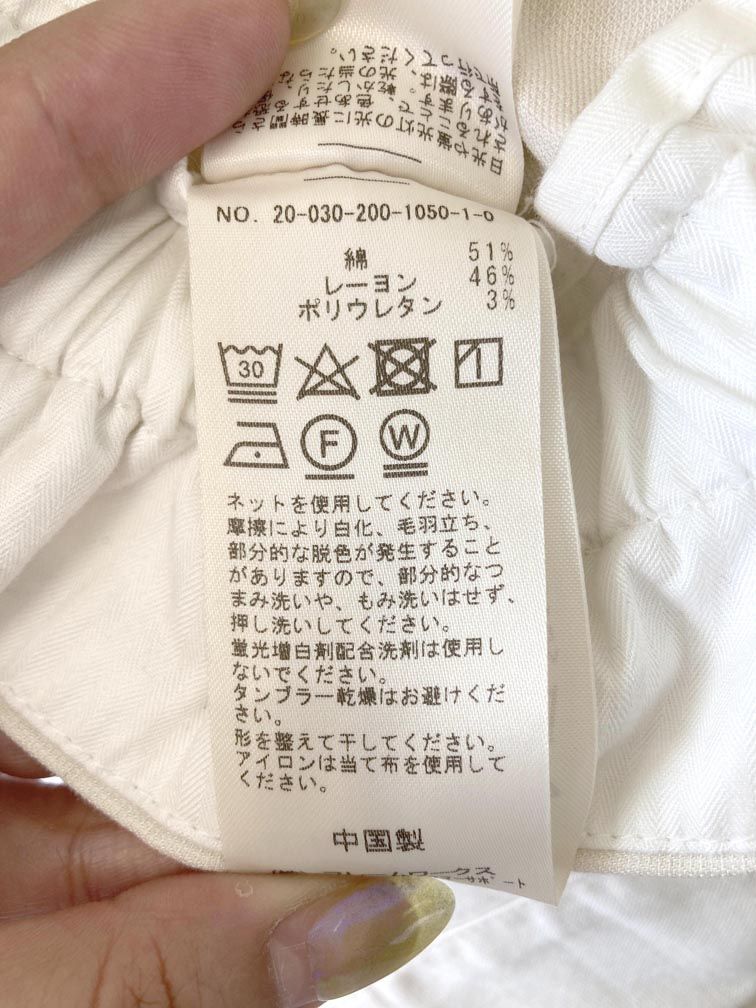 NO. 20-030-200-1050-1-0
綿 51%
レーヨン 46%
ポリウレタン 3%
30
F
W
ネットを使用してください。
摩擦により白化、毛羽立ち、
部分的な脱色が発生すること
がありますので、部分的なつ
まみ洗いや、もみ洗いはせず、
押し洗いしてください。
蛍光増白剤配合洗剤は使用し
ないでください。
タンブラー乾燥はお避けくだ
さい。
形を整えて干してください。
アイロンは当て布を使用して
ください。
中国製